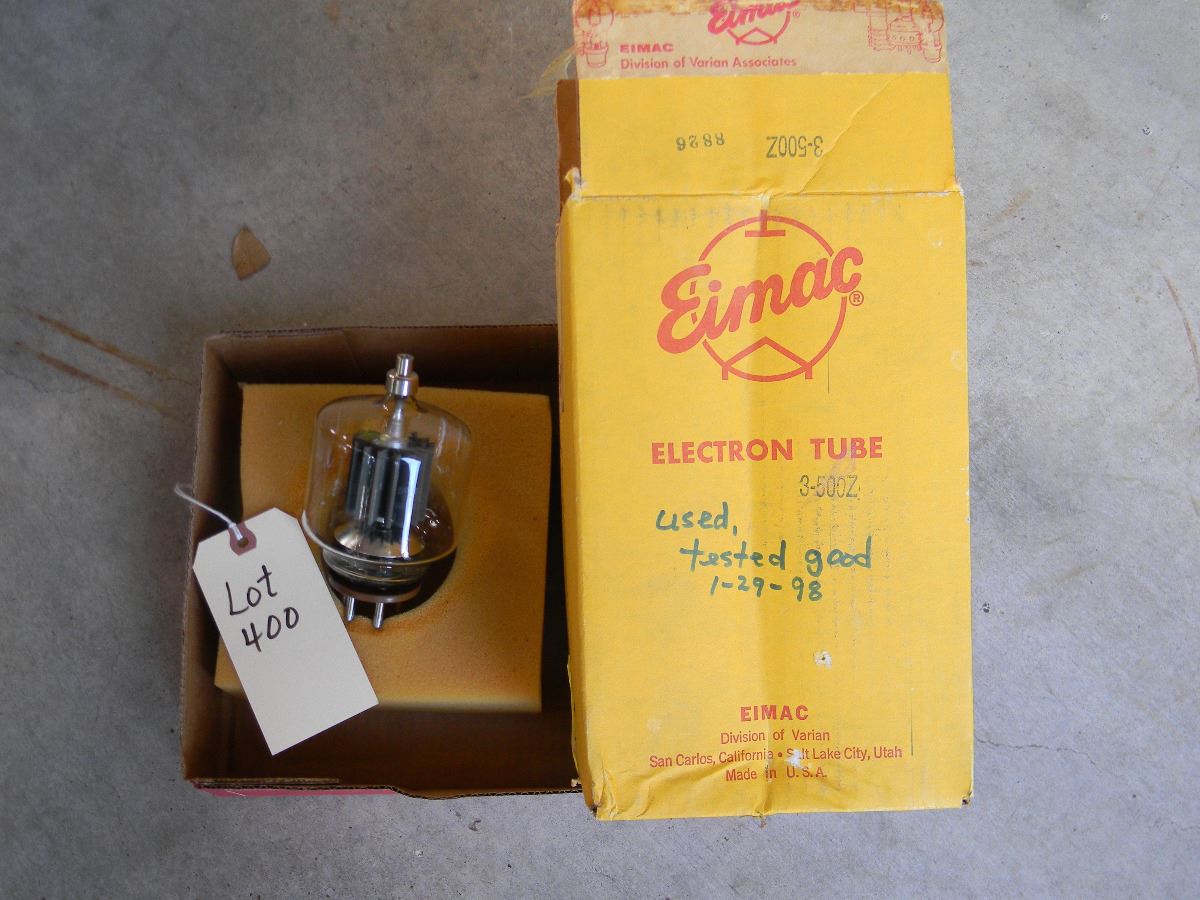 Eimac®
EIMAC
Division of Varian Associates
3-500Z
8826
Eimac®
ELECTRON TUBE
3-500Z
used,
tested good
1-29-98
EIMAC
Division of Varian
San Carlos, California • Salt Lake City, Utah
Made in U.S.A.
Lot
400